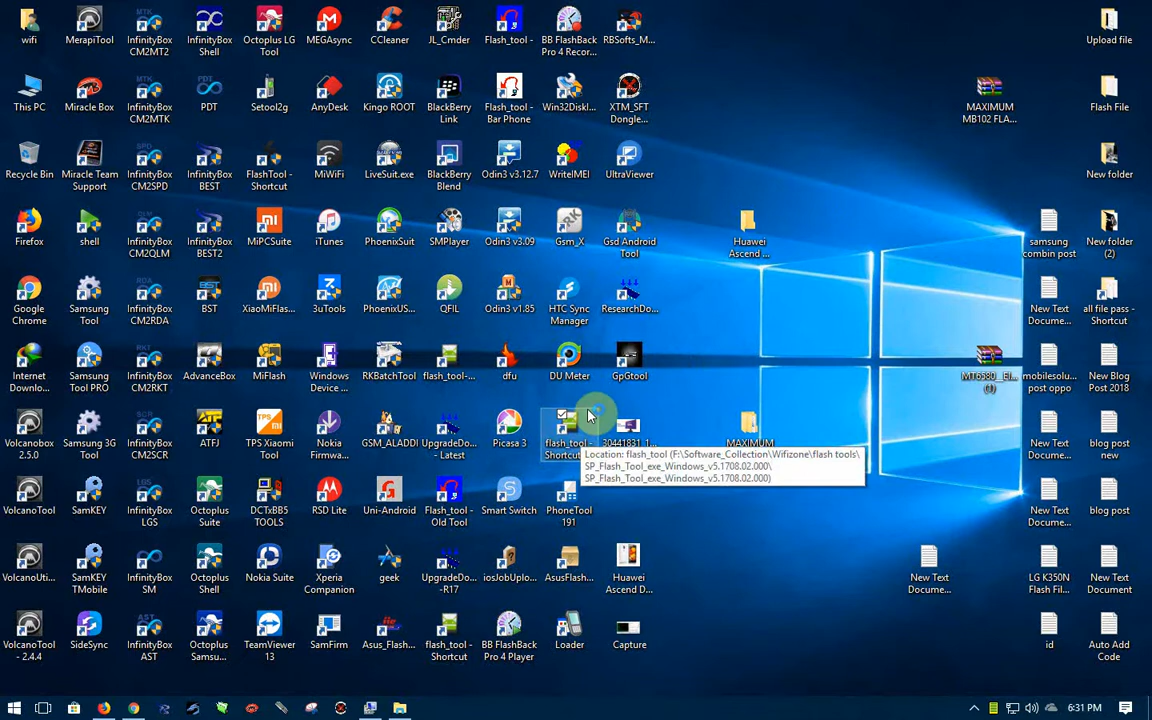 wifi
MerapiTool
InfinityBox
CM2MT2
InfinityBox
Shell
Octoplus LG
Tool
MEGAsync
CCleaner
JL_Cmder
Flash_tool -
BB FlashBack
Pro 4 Recor...
RBSofts_M...
Upload file
This PC
Miracle Box
InfinityBox
CM2MTK
PDT
Setool2g
AnyDesk
Kingo ROOT
BlackBerry
Link
Flash_tool -
Bar Phone
Win32DiskI...
XTM_SFT
Dongle...
MAXIMUM
MB102 FLA...
Flash File
Recycle Bin
Miracle Team
Support
InfinityBox
CM2SPD
InfinityBox
BEST
FlashTool -
Shortcut
MiWiFi
LiveSuit.exe
BlackBerry
Blend
Odin3 v3.12.7
WriteIMEI
UltraViewer
New folder
Firefox
shell
InfinityBox
CM2QLM
InfinityBox
BEST2
MiPCSuite
iTunes
PhoenixSuit
SMPlayer
Odin3 v3.09
Gsm_X
Gsd Android
Tool
Huawei
Ascend ...
samsung
combin post
New folder
(2)
Google
Chrome
Samsung
Tool
InfinityBox
CM2RDA
BST
XiaoMiFlas...
3uTools
PhoenixUS...
QFIL
Odin3 v1.85
HTC Sync
Manager
ResearchDo...
New Text
Docume...
all file pass -
Shortcut
Internet
Downlo...
Samsung
Tool PRO
InfinityBox
CM2RKT
AdvanceBox
MiFlash
Windows
Device ...
RKBatchTool
flash_tool-...
dfu
DU Meter
GpGtool
MT6580__El...
(1)
mobilesolu...
post oppo
New Blog
Post 2018
Volcanobox
2.5.0
Samsung 3G
Tool
InfinityBox
CM2SP2
ATFJ
TPS Xiaomi
Tool
Nokia
Firmwa...
GSM_ALADDI
UpgradeDo...
- Latest
Picasa 3
flash_tool -
Shortcut
30441831_1...
MAXIMUM
New Text
Docume...
blog new
post
Location: flash_tool (F:\Software_Collection\Wifizone\flash tools\
SP_Flash_Tool_exe_Windows_v5.1708.02.000\
SP_Flash_Tool_exe_Windows_v5.1708.02.000)
VolcanoTool
SamKEY
InfinityBox
LGS
Octoplus
Suite
DCTxBB5
TOOLS
RSD Lite
Uni-Android
Flash_tool -
Old Tool
Smart Switch
PhoneTool
191
New Text
Docume...
blog post
VolcanoUti...
SamKEY
TMobile
InfinityBox
SM
Octoplus
Shell
Nokia Suite
Xperia
Companion
geek
UpgradeDo...
-R17
iosJobUplo...
AsusFlash...
Huawei
Ascend D...
New Text
Docume...
LG K350N
Flash Fil...
New Text
Document
VolcanoTool
- 2.4.4
SideSync
InfinityBox
AST
Octoplus
Samsu...
TeamViewer
13
SamFirm
Asus_Flash...
flash_tool -
Shortcut
BB FlashBack
Pro 4 Player
Loader
Capture
id
Auto Add
Code
6:31 PM